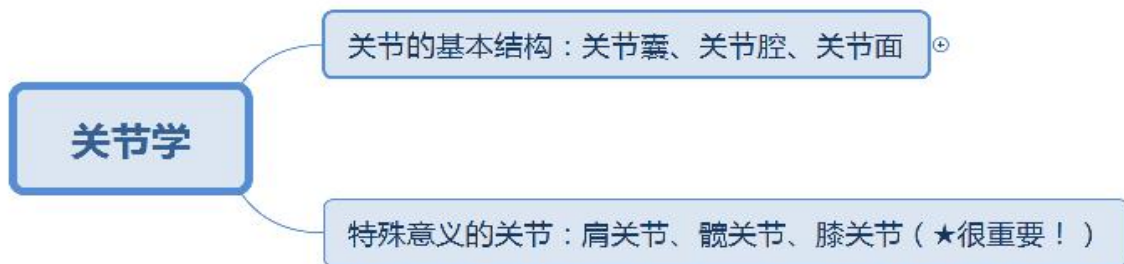 关节的基本结构：关节囊、关节腔、关节面
关节学
特殊意义的关节：肩关节、髋关节、膝关节（★很重要！）